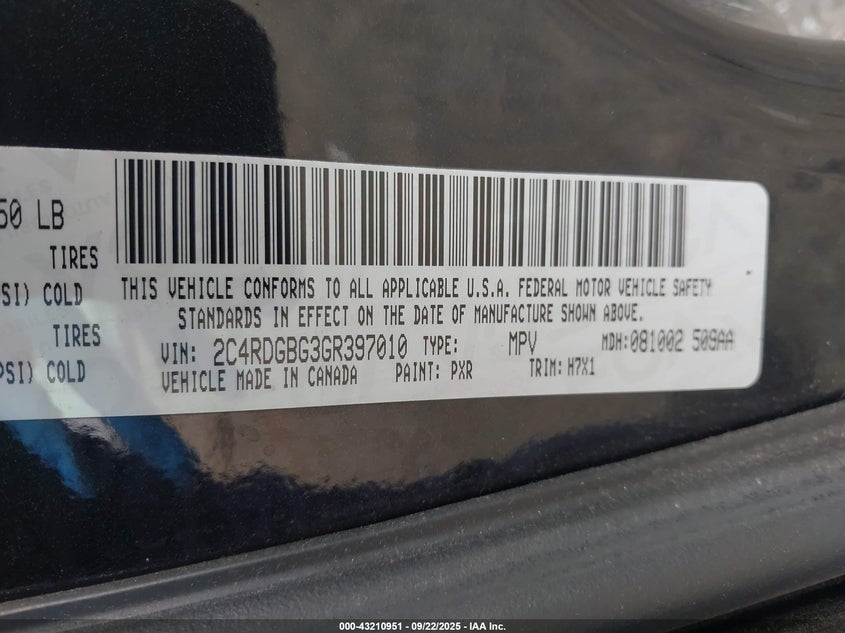 50 LB
TIRES
SI) COLD
TIRES
PSI) COLD
THIS VEHICLE CONFORMS TO ALL APPLICABLE U.S.A. FEDERAL MOTOR VEHICLE SAFETY
STANDARDS IN EFFECT ON THE DATE OF MANUFACTURE SHOWN ABOVE.
VIN: 2C4RDGBG3GR397010 TYPE: MPV MDH:081002 509AA
VEHICLE MADE IN CANADA PAINT: PXR TRIM: H7X1
000-43210951 - 09/22/2025 - IAA Inc.